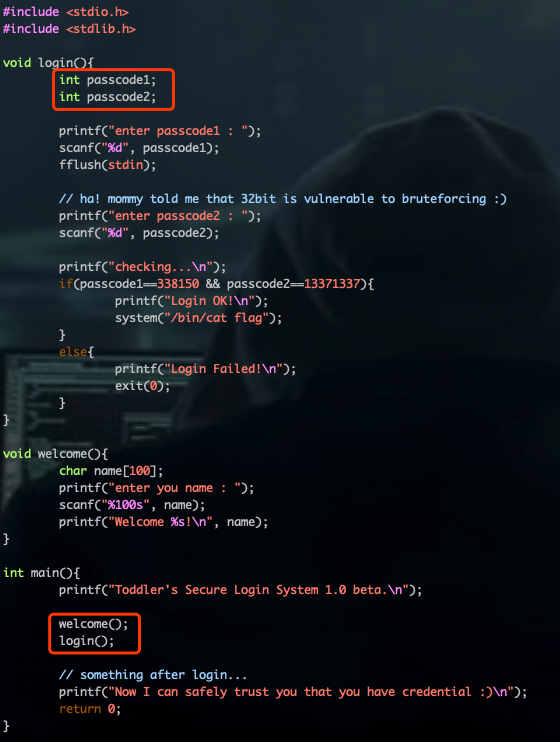 #include <stdio.h>
#include <stdlib.h>

void login(){
        int passcode1;
        int passcode2;

        printf("enter passcode1 : ");
        scanf("%d", passcode1);
        fflush(stdin);

        // ha! mommy told me that 32bit is vulnerable to bruteforcing :)
        printf("enter passcode2 : ");
        scanf("%d", passcode2);

        printf("checking...\n");
        if(passcode1==338150 && passcode2==13371337){
                printf("Login OK!\n");
                system("/bin/cat flag");
        }
        else{
                printf("Login Failed!\n");
                exit(0);
        }
}

void welcome(){
        char name[100];
        printf("enter you name : ");
        scanf("%100s", name);
        printf("Welcome %s!\n", name);
}

int main(){
        printf("Toddler's Secure Login System 1.0 beta.\n");

        welcome();
        login();

        // something after login...
        printf("Now I can safely trust you that you have credential :)\n");
        return 0;
}